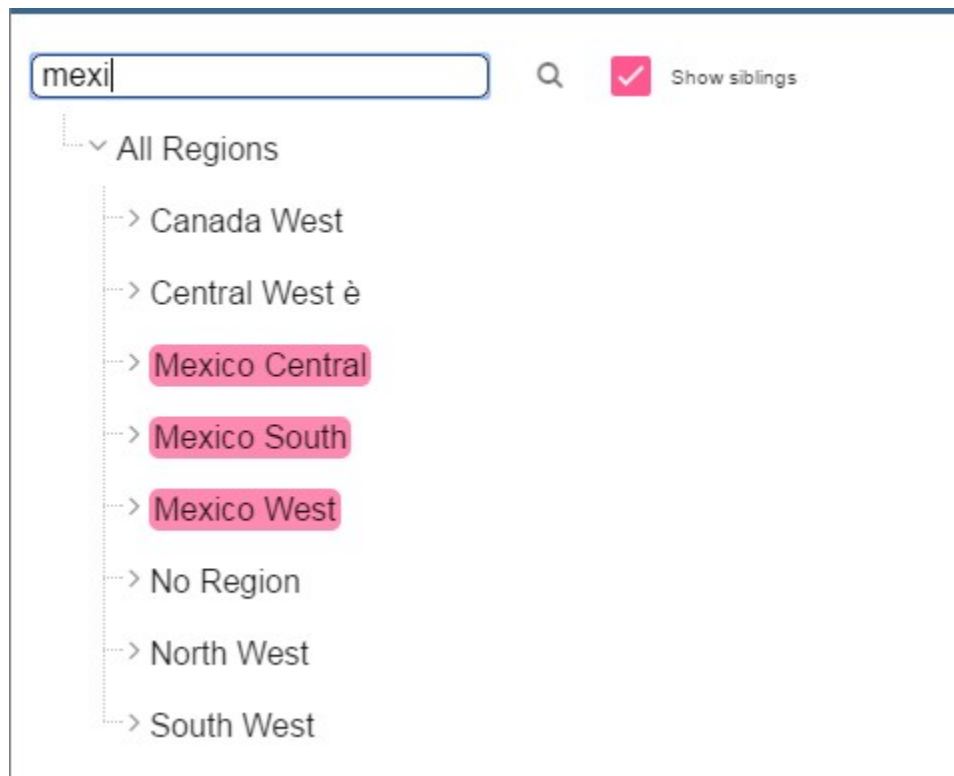 mexi
Show siblings
All Regions
Canada West
Central West è
Mexico Central
Mexico South
Mexico West
No Region
North West
South West